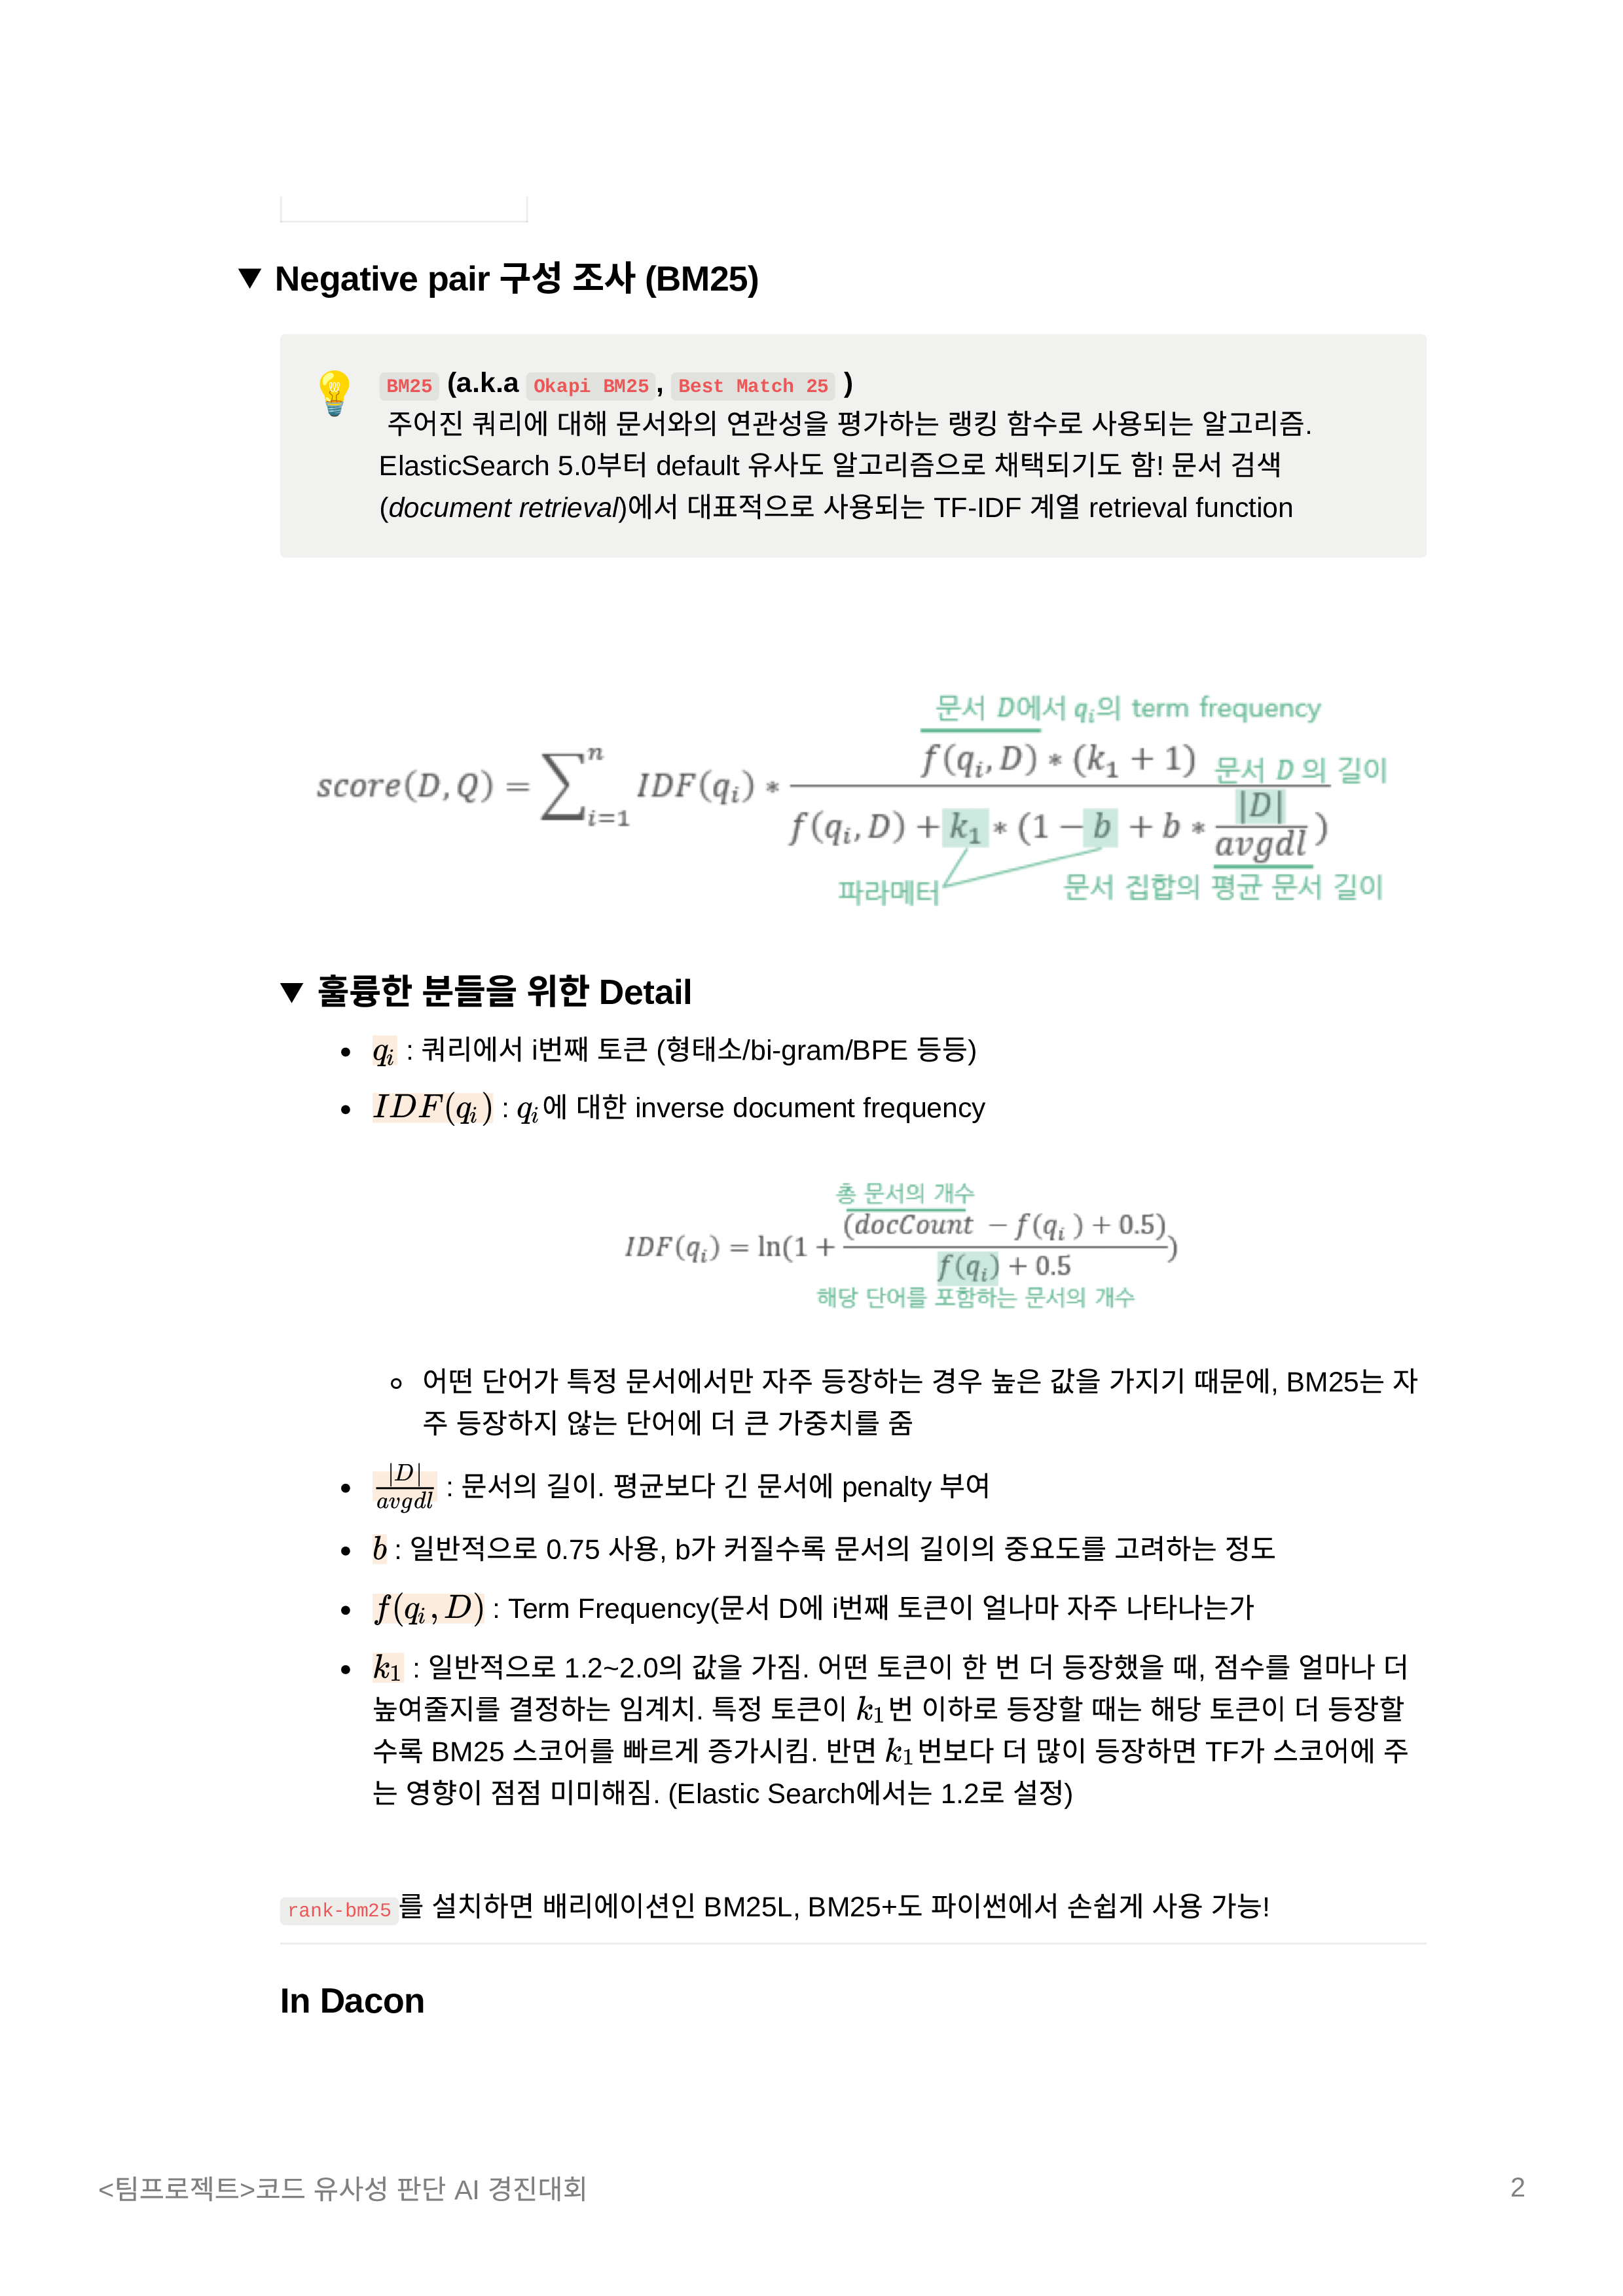 Negative pair 구성 조사 (BM25)
BM25 (a.k.a Okapi BM25, Best Match 25 )
주어진 쿼리에 대해 문서와의 연관성을 평가하는 랭킹 함수로 사용되는 알고리즘.
ElasticSearch 5.0부터 default 유사도 알고리즘으로 채택되기도 함! 문서 검색
(document retrieval)에서 대표적으로 사용되는 TF-IDF 계열 retrieval function
문서 D에서 qᵢ의 term frequency
score(D,Q) = ∑ᵢ₌₁ⁿ IDF(qᵢ) * f(qᵢ,D) * (k₁ + 1) / f(qᵢ,D) + k₁ * (1 − b + b * |D| / avgdl )
문서 D 의 길이
파라메터
문서 집합의 평균 문서 길이
훌륭한 분들을 위한 Detail
• qᵢ : 쿼리에서 i번째 토큰 (형태소/bi-gram/BPE 등등)
• IDF(qᵢ) : qᵢ에 대한 inverse document frequency
총 문서의 개수
IDF(qᵢ) = ln(1 + (docCount − f(qᵢ ) + 0.5) / f(qᵢ) + 0.5 )
해당 단어를 포함하는 문서의 개수
어떤 단어가 특정 문서에서만 자주 등장하는 경우 높은 값을 가지기 때문에, BM25는 자
주 등장하지 않는 단어에 더 큰 가중치를 줌
• |D| / avgdl : 문서의 길이. 평균보다 긴 문서에 penalty 부여
• b : 일반적으로 0.75 사용, b가 커질수록 문서의 길이의 중요도를 고려하는 정도
• f(qᵢ, D) : Term Frequency(문서 D에 i번째 토큰이 얼나마 자주 나타나는가
• k₁ : 일반적으로 1.2~2.0의 값을 가짐. 어떤 토큰이 한 번 더 등장했을 때, 점수를 얼마나 더
높여줄지를 결정하는 임계치. 특정 토큰이 k₁번 이하로 등장할 때는 해당 토큰이 더 등장할
수록 BM25 스코어를 빠르게 증가시킴. 반면 k₁번보다 더 많이 등장하면 TF가 스코어에 주
는 영향이 점점 미미해짐. (Elastic Search에서는 1.2로 설정)
rank-bm25를 설치하면 배리에이션인 BM25L, BM25+도 파이썬에서 손쉽게 사용 가능!
In Dacon
<팀프로젝트>코드 유사성 판단 AI 경진대회
2